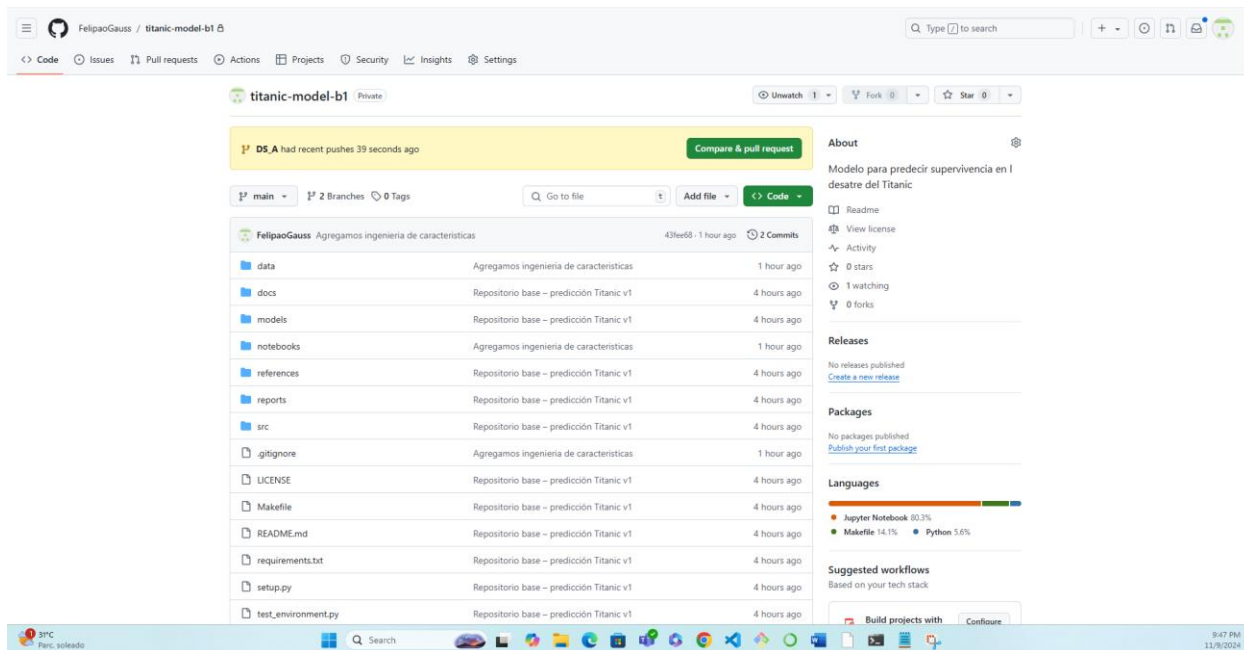 FelipaoGauss / titanic-model-b1
Type / to search
Code Issues Pull requests Actions Projects Security Insights Settings
titanic-model-b1 Private
Unwatch 1 Fork 0 Star 0
DS_A had recent pushes 39 seconds ago Compare & pull request
main 2 Branches 0 Tags Go to file t Add file Code
FelipaoGauss Agregamos ingenieria de caracteristicas 43fee68 · 1 hour ago 2 Commits
data Agregamos ingenieria de caracteristicas 1 hour ago
docs Repositorio base – predicción Titanic v1 4 hours ago
models Repositorio base – predicción Titanic v1 4 hours ago
notebooks Agregamos ingenieria de caracteristicas 1 hour ago
references Repositorio base – predicción Titanic v1 4 hours ago
reports Repositorio base – predicción Titanic v1 4 hours ago
src Repositorio base – predicción Titanic v1 4 hours ago
.gitignore Agregamos ingenieria de caracteristicas 1 hour ago
LICENSE Repositorio base – predicción Titanic v1 4 hours ago
Makefile Repositorio base – predicción Titanic v1 4 hours ago
README.md Repositorio base – predicción Titanic v1 4 hours ago
requirements.txt Repositorio base – predicción Titanic v1 4 hours ago
setup.py Repositorio base – predicción Titanic v1 4 hours ago
test_environment.py Repositorio base – predicción Titanic v1 4 hours ago
About
Modelo para predecir supervivencia en l
desatre del Titanic
Readme
View license
Activity
0 stars
1 watching
0 forks
Releases
No releases published
Create a new release
Packages
No packages published
Publish your first package
Languages
Jupyter Notebook 80.3%
Makefile 14.1% Python 5.6%
Suggested workflows
Based on your tech stack
Build projects with Configure
1
31°C
Parc. soleado
Search
9:47 PM
11/9/2024